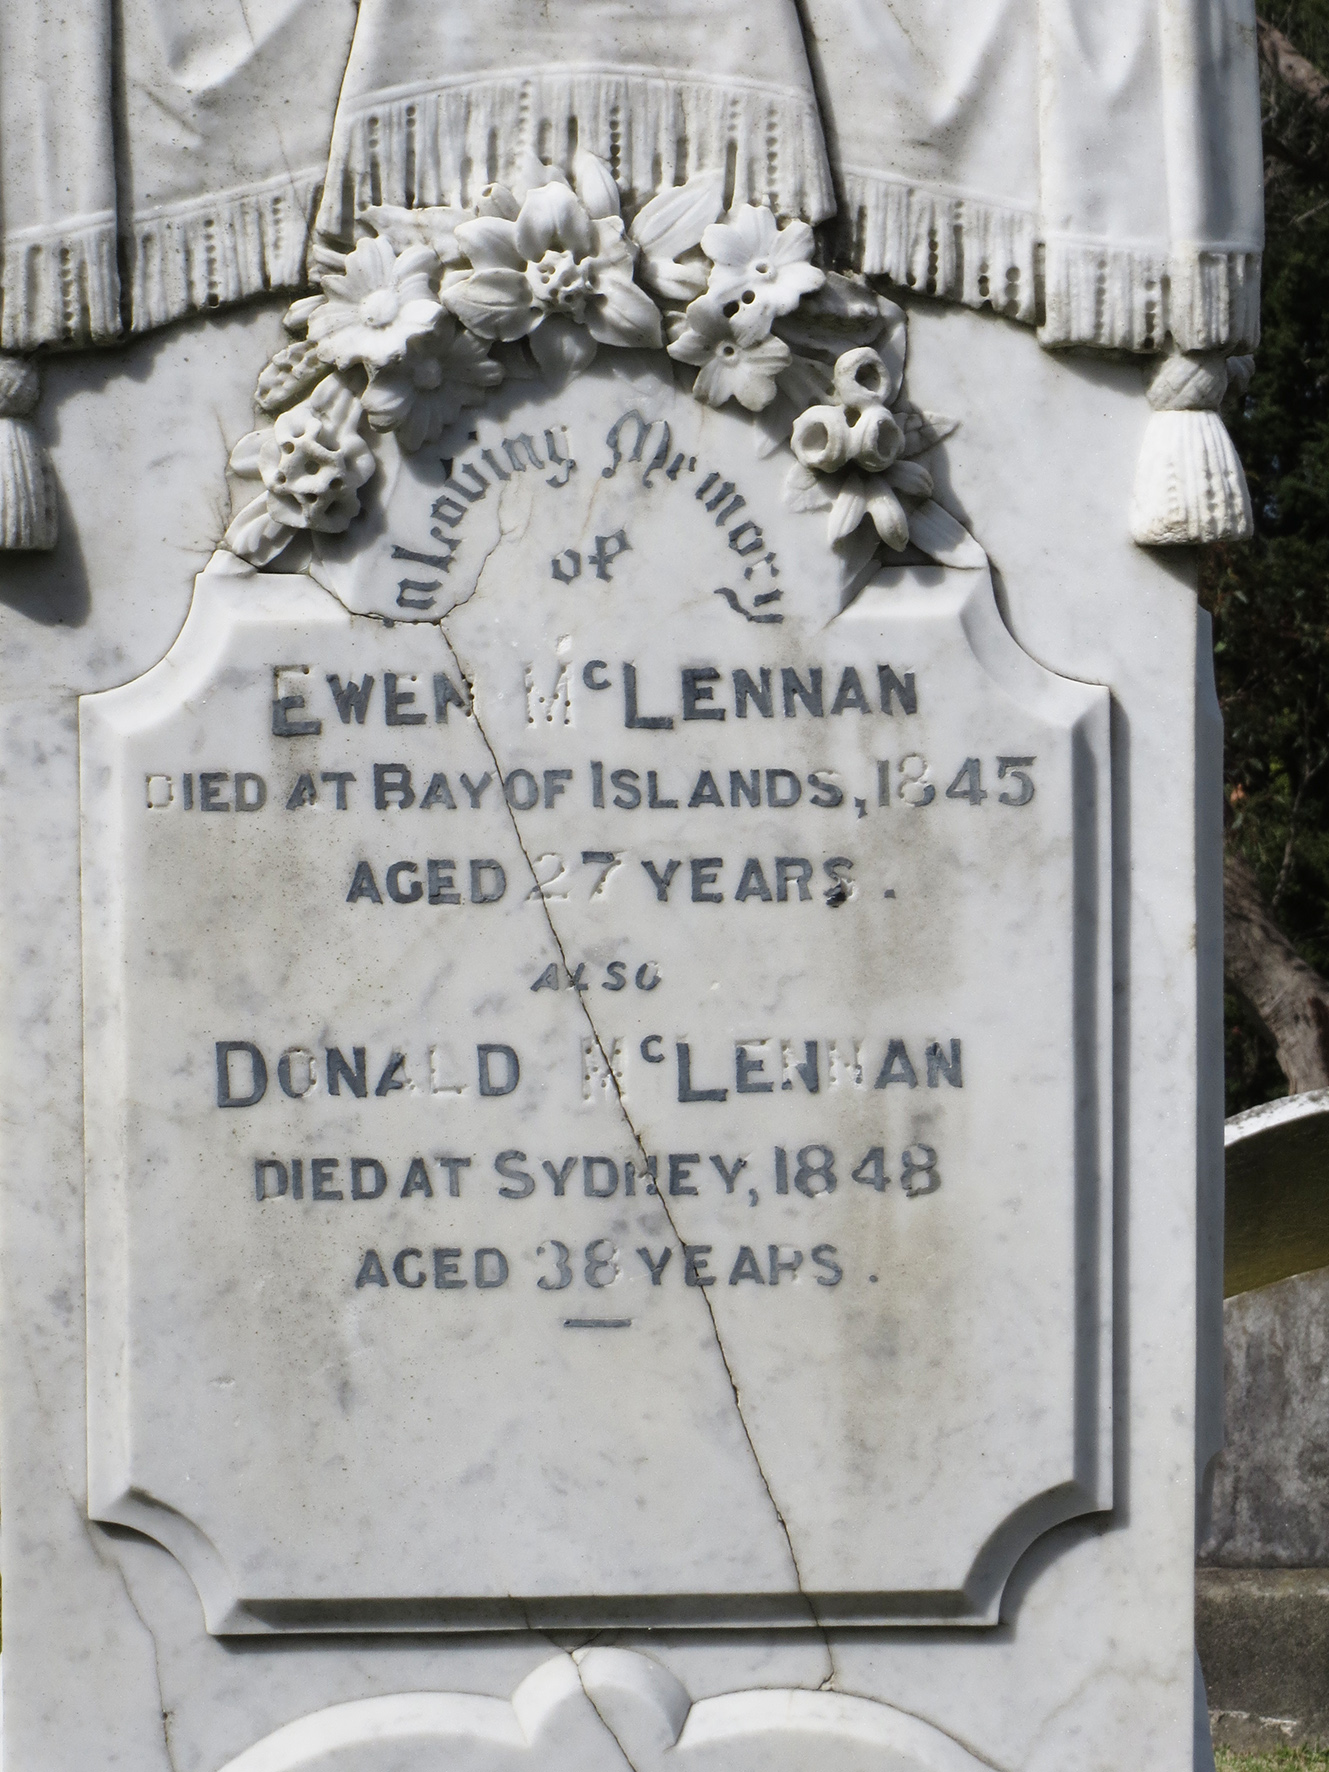 In Loving Memory
of
EWEN McLENNAN
DIED AT BAY OF ISLANDS, 1845
AGED 27 YEARS.
ALSO
DONALD McLENNAN
DIED AT SYDNEY, 1848
AGED 38 YEARS.